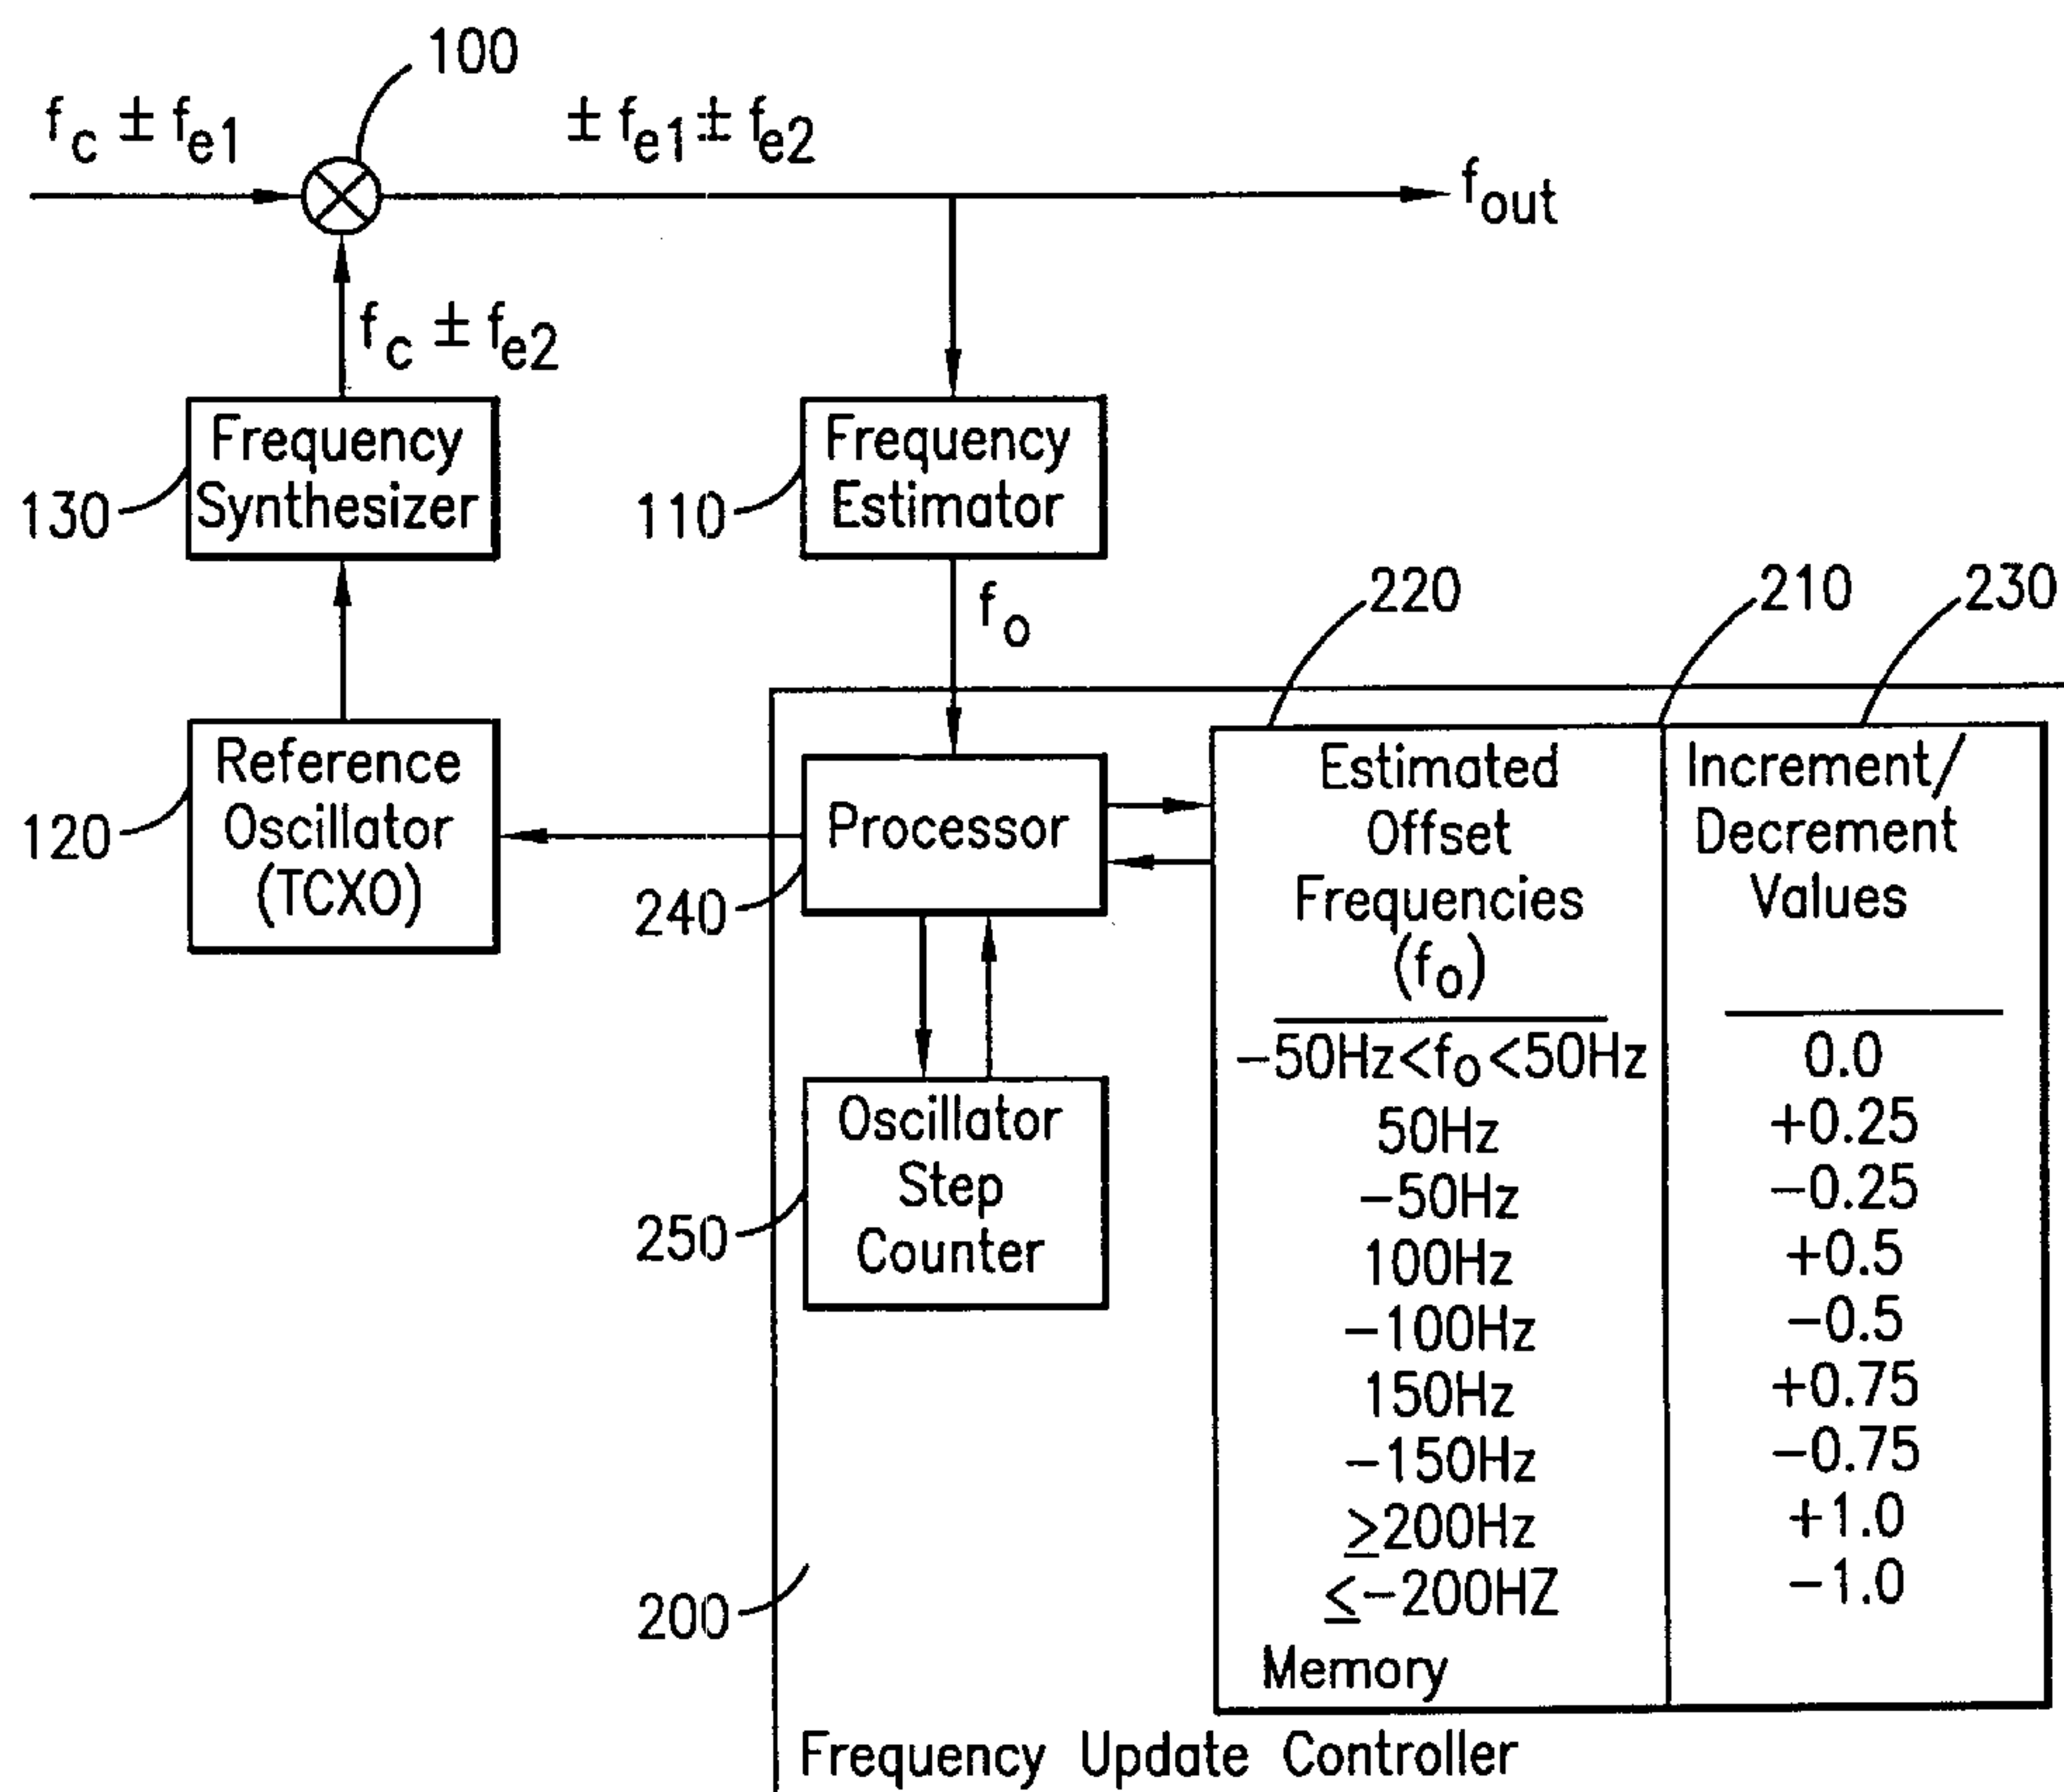 100
f_c ± f_e1
± f_e1 ± f_e2
f_out
f_c ± f_e2
Frequency
Synthesizer
130
Frequency
Estimator
110
f_o
220
210
230
Reference
Oscillator
(TCXO)
120
Processor
240
Oscillator
Step
Counter
250
Estimated
Offset
Frequencies
(f_o)
Increment/
Decrement
Values
-50Hz<f_o<50Hz 0.0
50Hz +0.25
-50Hz -0.25
100Hz +0.5
-100Hz -0.5
150Hz +0.75
-150Hz -0.75
≥200Hz +1.0
≤-200HZ -1.0
Memory
200
Frequency Update Controller